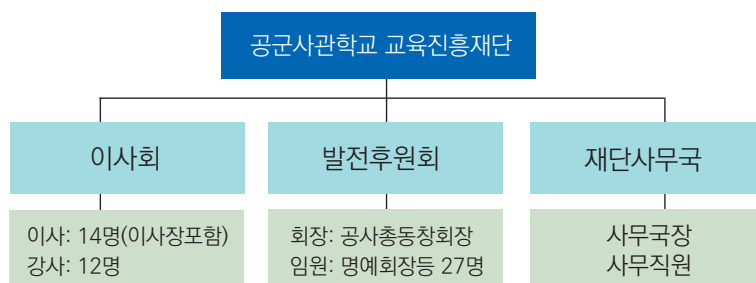 공군사관학교 교육진흥재단
이사회
발전후원회
재단사무국
이사: 14명(이사장포함)
강사: 12명
회장: 공사총동창회장
임원: 명예회장등 27명
사무국장
사무직원